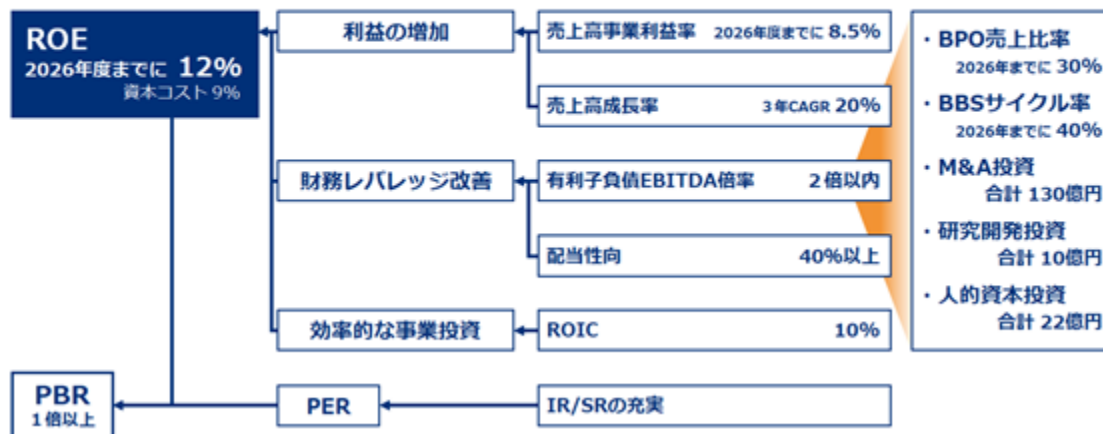 ROE
2026年度までに 12%
資本コスト 9%
利益の増加
売上高事業利益率 2026年度までに 8.5%
売上高成長率 3年CAGR 20%
財務レバレッジ改善
有利子負債EBITDA倍率 2倍以内
配当性向 40%以上
効率的な事業投資
ROIC 10%
PBR
1倍以上
PER
IR/SRの充実
・BPO売上比率
2026年までに 30%
・BBSサイクル率
2026年までに 40%
・M&A投資
合計 130億円
・研究開発投資
合計 10億円
・人的資本投資
合計 22億円